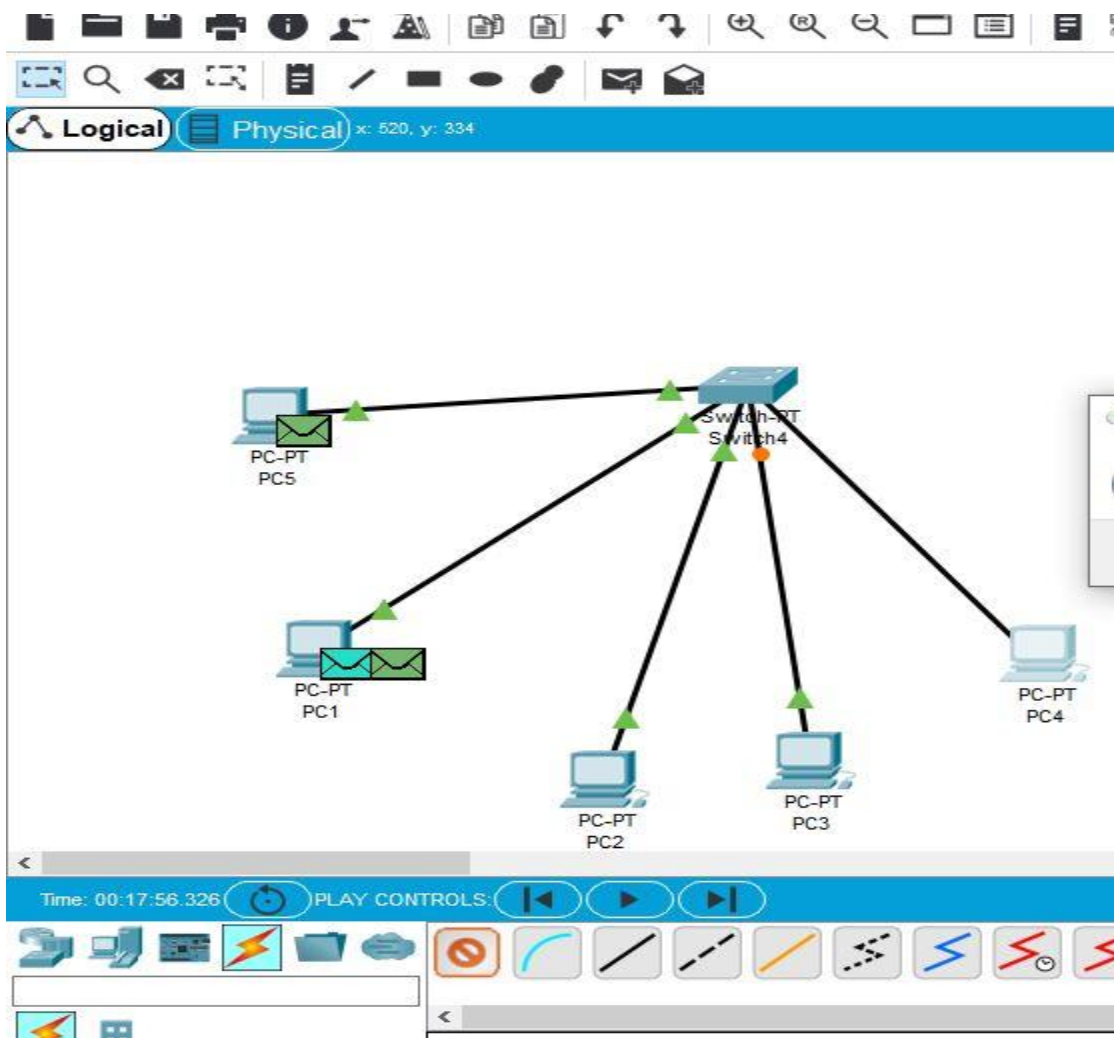 Logical
Physical
x: 520, y: 334
Switch-PT
Switch4
PC-PT
PC5
PC-PT
PC1
PC-PT
PC4
PC-PT
PC3
PC-PT
PC2
Time: 00:17:56.326
PLAY CONTROLS: